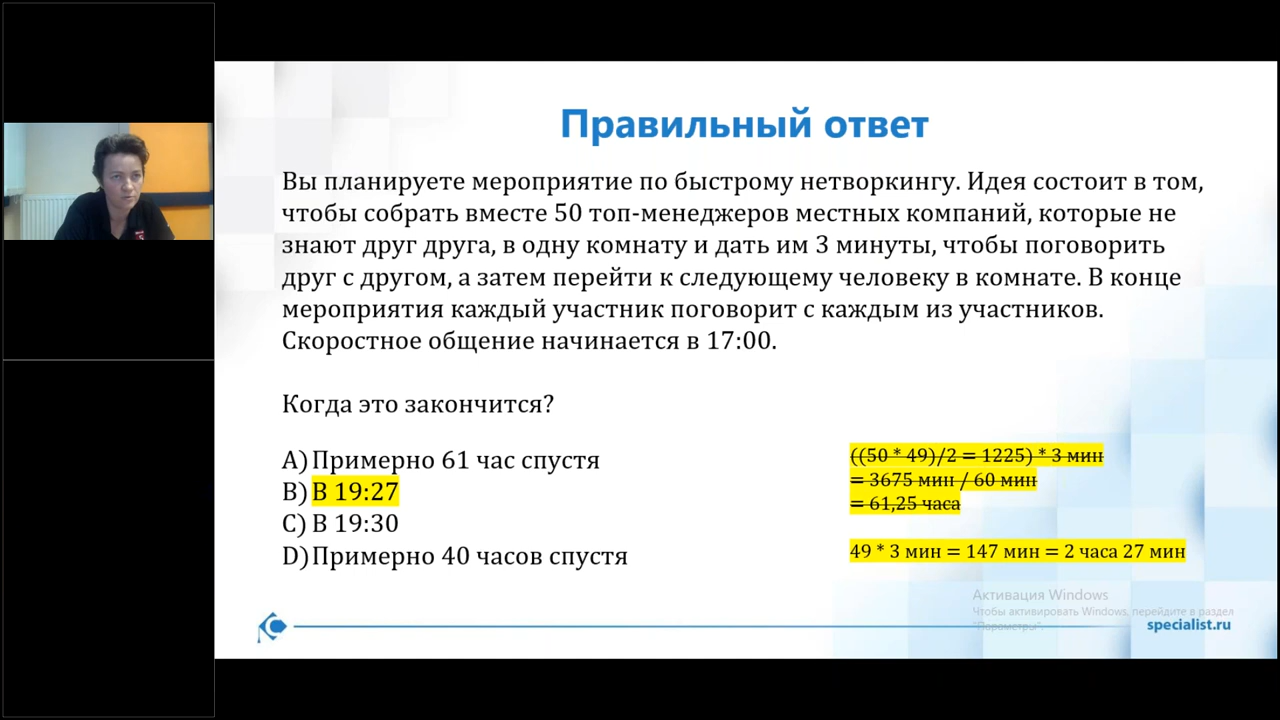 Правильный ответ
Вы планируете мероприятие по быстрому нетворкингу. Идея состоит в том,
чтобы собрать вместе 50 топ-менеджеров местных компаний, которые не
знают друг друга, в одну комнату и дать им 3 минуты, чтобы поговорить
друг с другом, а затем перейти к следующему человеку в комнате. В конце
мероприятия каждый участник поговорит с каждым из участников.
Скоростное общение начинается в 17:00.
Когда это закончится?
A) Примерно 61 час спустя
B) В 19:27
C) В 19:30
D) Примерно 40 часов спустя
((50 * 49)/2 = 1225) * 3 мин
= 3675 мин / 60 мин
= 61,25 часа
49 * 3 мин = 147 мин = 2 часа 27 мин
Активация Windows
Чтобы активировать Windows, перейдите в раздел
"Параметры".
specialist.ru